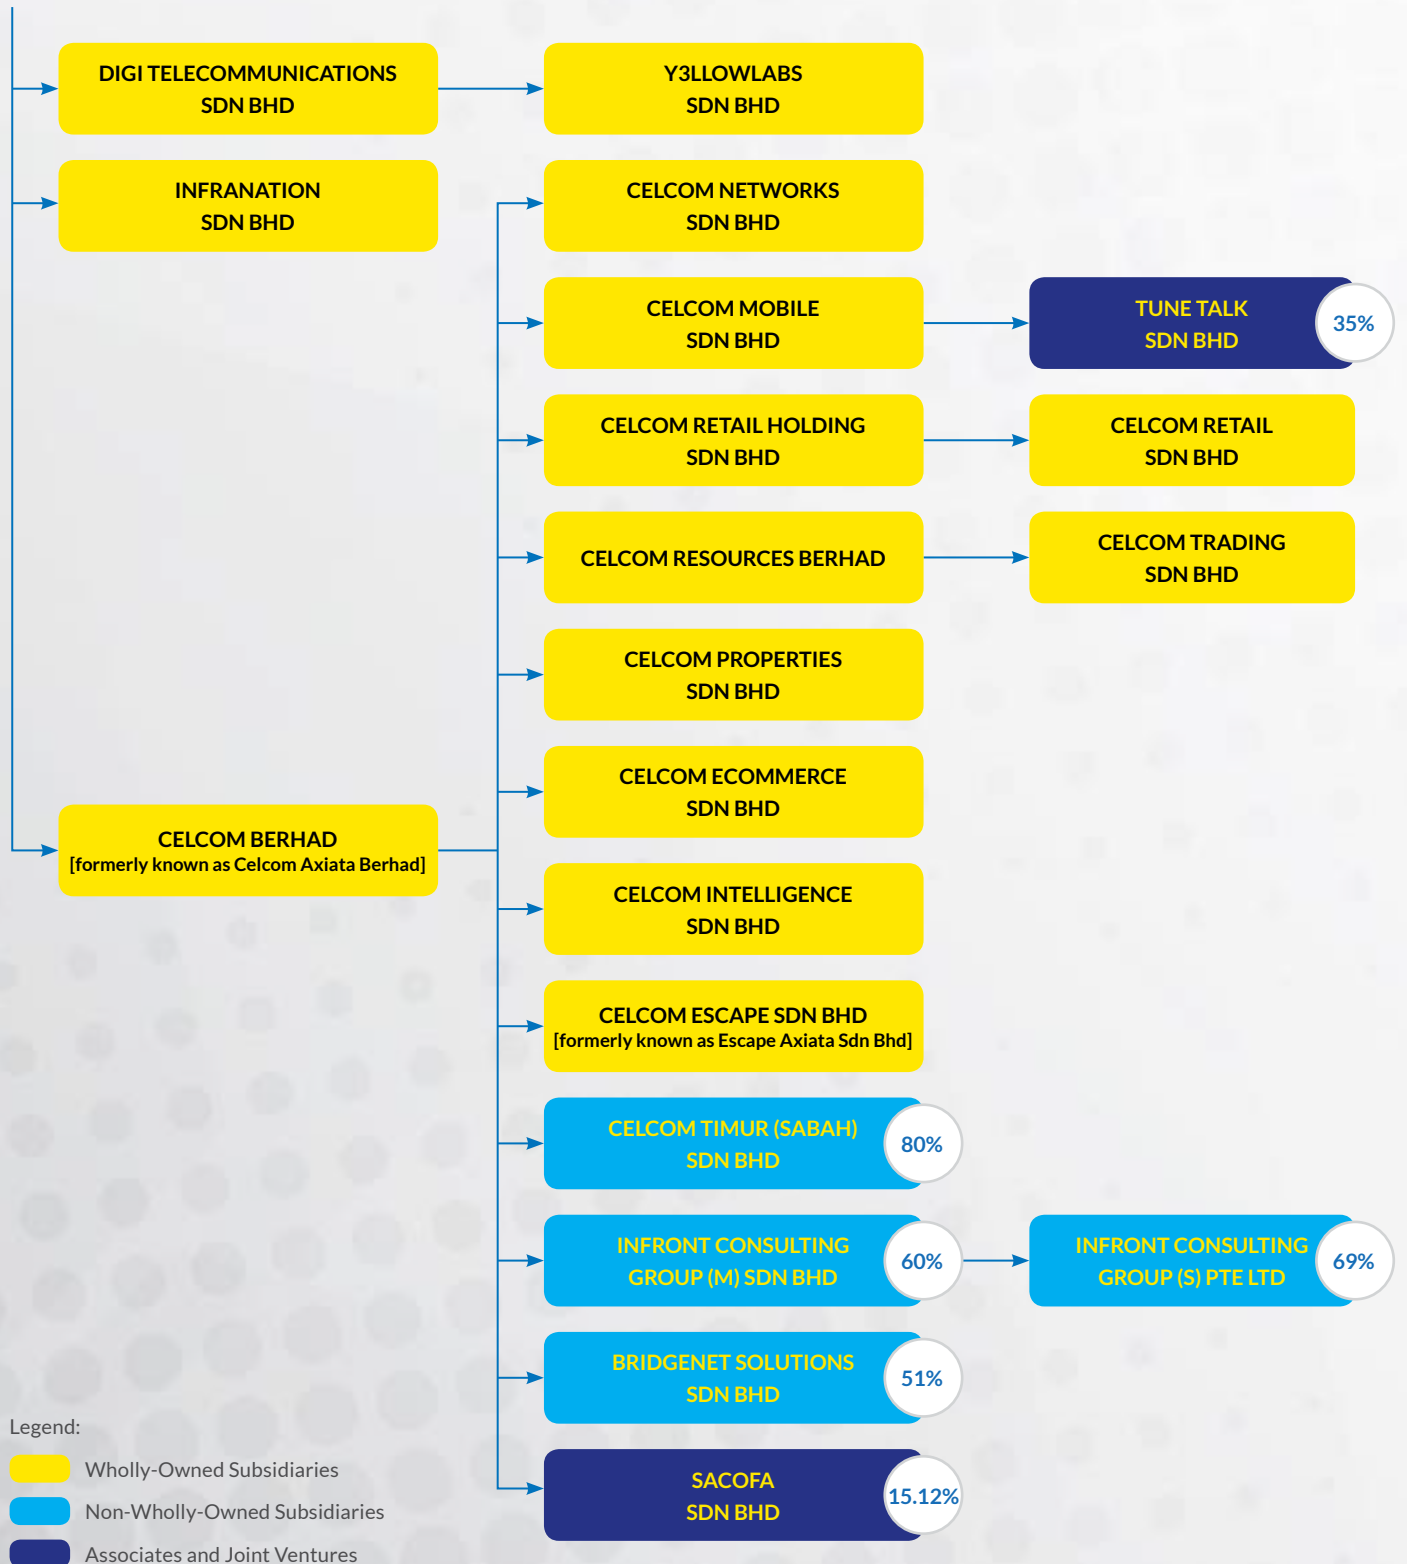 DIGI TELECOMMUNICATIONS
SDN BHD
Y3LLOWLABS
SDN BHD
INFRANATION
SDN BHD
CELCOM NETWORKS
SDN BHD
CELCOM MOBILE
SDN BHD
TUNE TALK
SDN BHD
35%
CELCOM RETAIL HOLDING
SDN BHD
CELCOM RETAIL
SDN BHD
CELCOM RESOURCES BERHAD
CELCOM TRADING
SDN BHD
CELCOM PROPERTIES
SDN BHD
CELCOM ECOMMERCE
SDN BHD
CELCOM BERHAD
[formerly known as Celcom Axiata Berhad]
CELCOM INTELLIGENCE
SDN BHD
CELCOM ESCAPE SDN BHD
[formerly known as Escape Axiata Sdn Bhd]
CELCOM TIMUR (SABAH)
SDN BHD
80%
INFRONT CONSULTING
GROUP (M) SDN BHD
60%
INFRONT CONSULTING
GROUP (S) PTE LTD
69%
BRIDGENET SOLUTIONS
SDN BHD
51%
SACOFA
SDN BHD
15.12%
Legend:
Wholly-Owned Subsidiaries
Non-Wholly-Owned Subsidiaries
Associates and Joint Ventures